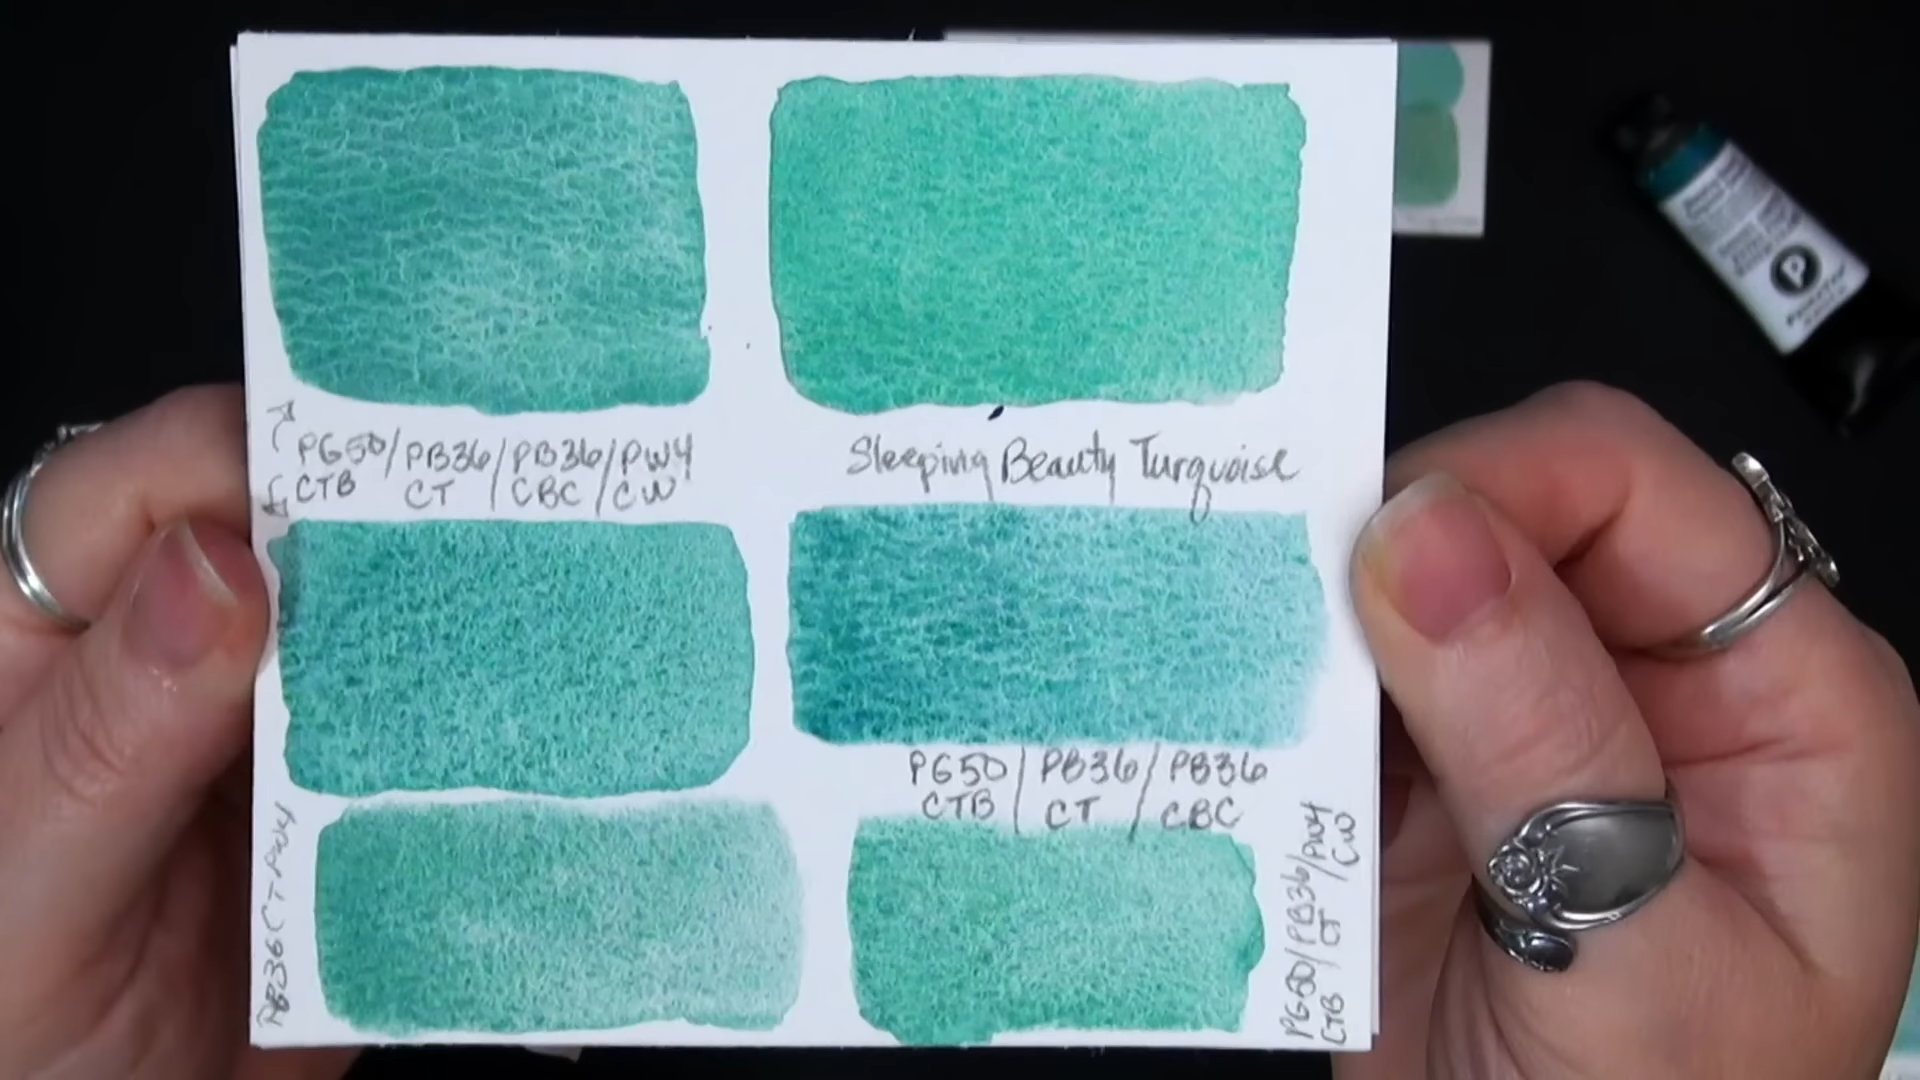 PG50/PB36/PB36/PW4
CTB CT / CBC / CW
Sleeping Beauty Turquoise
PG50 / PB36 / PB36
CTB / CT / CBC
PB36 CT PW4
PG50/PB36/PW4
CTB / CT / CW
P